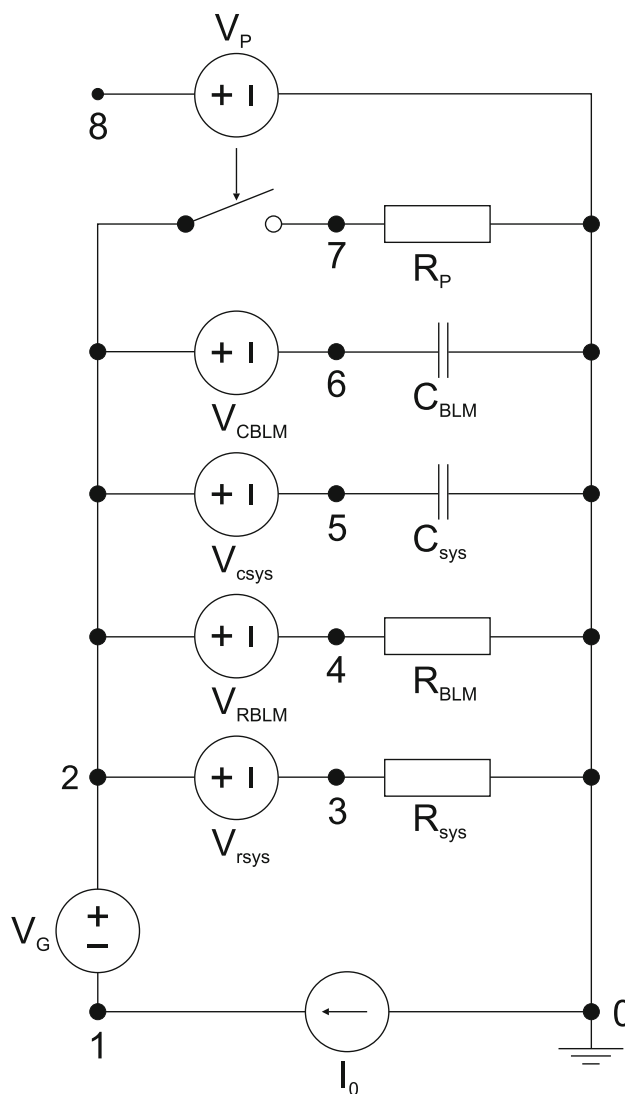 V_P
+ I
8
7
R_P
+ I
6
V_CBLM
C_BLM
+ I
5
V_csys
C_sys
+ I
4
V_RBLM
R_BLM
2
+ I
3
V_rsys
R_sys
V_G
+
−
1
I_0
0